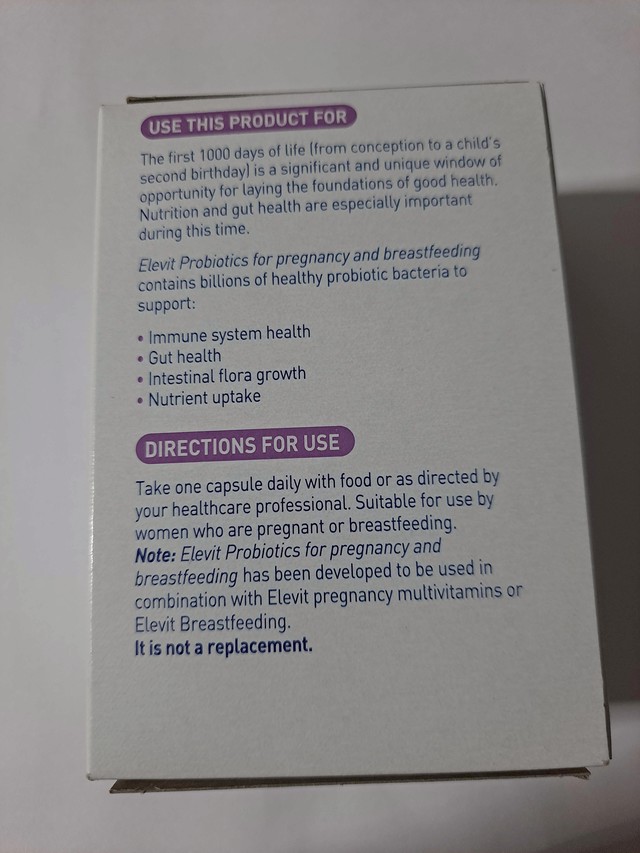 USE THIS PRODUCT FOR
The first 1000 days of life (from conception to a child's
second birthday) is a significant and unique window of
opportunity for laying the foundations of good health.
Nutrition and gut health are especially important
during this time.
Elevit Probiotics for pregnancy and breastfeeding
contains billions of healthy probiotic bacteria to
support:
• Immune system health
• Gut health
• Intestinal flora growth
• Nutrient uptake
DIRECTIONS FOR USE
Take one capsule daily with food or as directed by
your healthcare professional. Suitable for use by
women who are pregnant or breastfeeding.
Note: Elevit Probiotics for pregnancy and
breastfeeding has been developed to be used in
combination with Elevit pregnancy multivitamins or
Elevit Breastfeeding.
It is not a replacement.